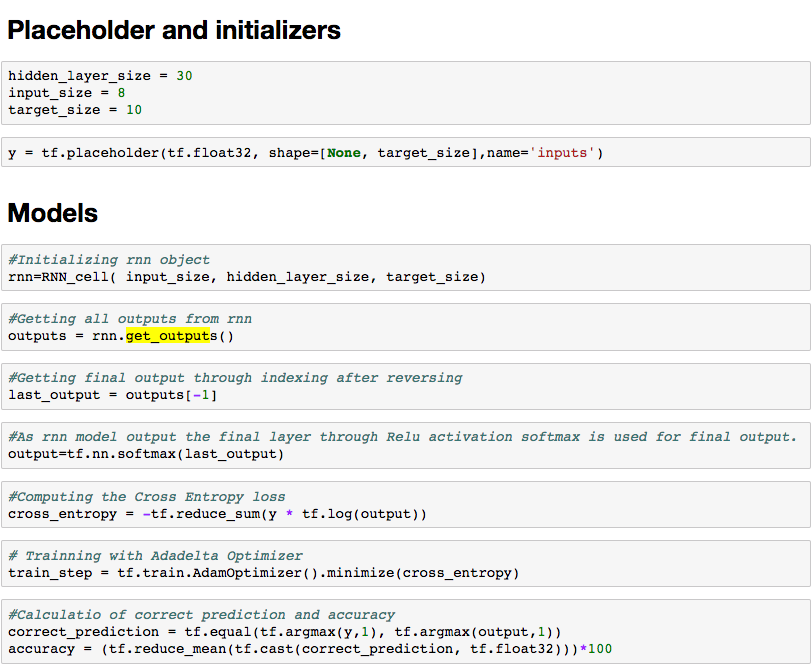 Placeholder and initializers
hidden_layer_size = 30
input_size = 8
target_size = 10
y = tf.placeholder(tf.float32, shape=[None, target_size],name='inputs')
Models
#Initializing rnn object
rnn=RNN_cell( input_size, hidden_layer_size, target_size)
#Getting all outputs from rnn
outputs = rnn.get_outputs()
#Getting final output through indexing after reversing
last_output = outputs[-1]
#As rnn model output the final layer through Relu activation softmax is used for final output.
output=tf.nn.softmax(last_output)
#Computing the Cross Entropy loss
cross_entropy = -tf.reduce_sum(y * tf.log(output))
# Trainning with Adadelta Optimizer
train_step = tf.train.AdamOptimizer().minimize(cross_entropy)
#Calculatio of correct prediction and accuracy
correct_prediction = tf.equal(tf.argmax(y,1), tf.argmax(output,1))
accuracy = (tf.reduce_mean(tf.cast(correct_prediction, tf.float32)))*100